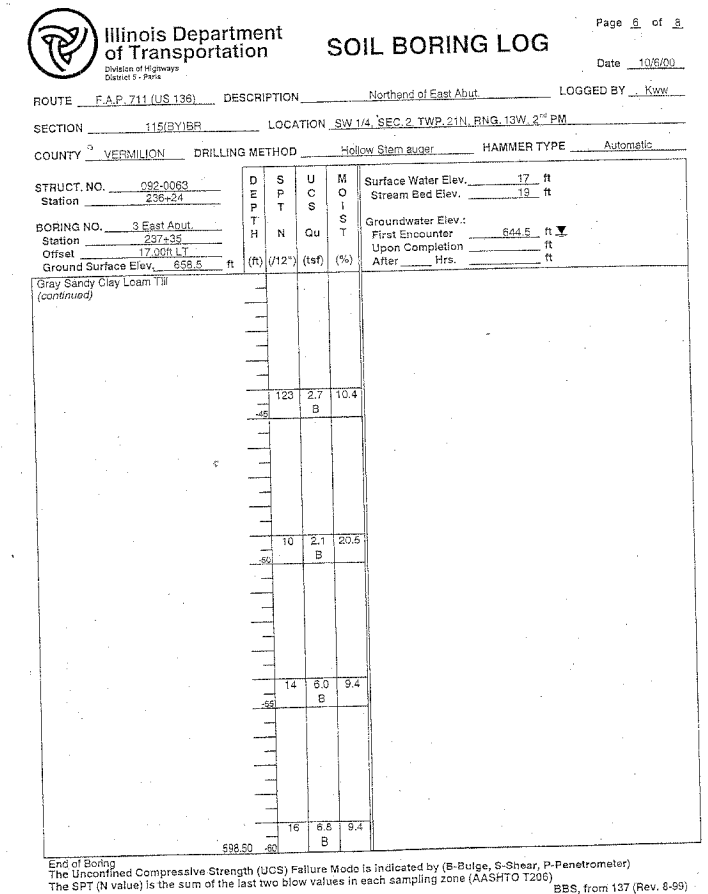 Illinois Department
of Transportation
Division of Highways
District 5 - Paris
SOIL BORING LOG
Page 6 of 8
Date 10/6/00
ROUTE F.A.P. 711 (US 136) DESCRIPTION Northend of East Abut. LOGGED BY Kww
SECTION 115(BY)BR LOCATION SW 1/4, SEC. 2, TWP. 21N, RNG. 13W, 2nd PM
COUNTY VERMILION DRILLING METHOD Hollow Stem auger HAMMER TYPE Automatic
STRUCT. NO. 092-0063
Station 236+24
BORING NO. 3 East Abut.
Station 237+35
Offset 17.00ft LT
Ground Surface Elev. 658.5 ft
DEPTH (ft)
SPT N (/12")
UCS Qu (tsf)
MOIST (%)
Surface Water Elev. 17 ft
Stream Bed Elev. 19 ft
Groundwater Elev.:
First Encounter 644.5 ft ▼
Upon Completion ft
After Hrs. ft
Gray Sandy Clay Loam Till
(continued)
123 2.7 10.4
B
-45
10 2.1 20.5
B
-50
14 6.0 9.4
B
-55
16 6.8 9.4
B
598.50 -60
End of Boring
The Unconfined Compressive Strength (UCS) Failure Mode is indicated by (B-Bulge, S-Shear, P-Penetrometer)
The SPT (N value) is the sum of the last two blow values in each sampling zone (AASHTO T206)
BBS, from 137 (Rev. 8-99)